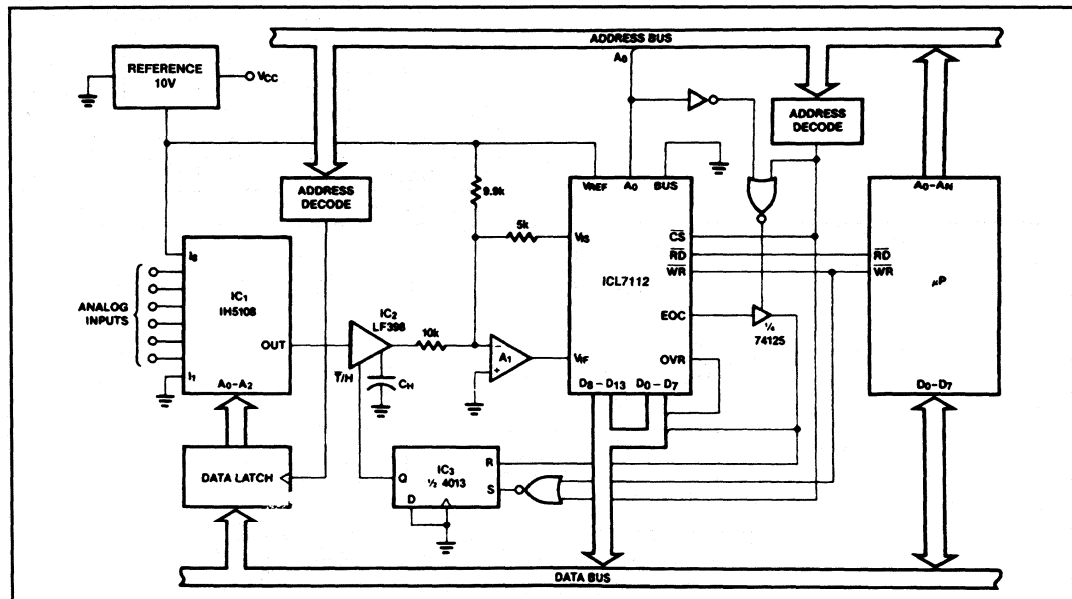 ADDRESS BUS
REFERENCE
10V
VCC
A0
ADDRESS
DECODE
ADDRESS
DECODE
9.9k
5k
VREF
A0
BUS
VIS
CS
RD
WR
ICL7112
EOC
OVR
VIF
D8 – D13
D0 – D7
A0–AN
RD
WR
μP
D0–D7
¼
74125
I8
ANALOG
INPUTS
IC1
IH5108
OUT
I1
A0–A2
IC2
LF398
10k
T/H
CH
A1
DATA LATCH
IC3
½ 4013
Q
D
R
S
DATA BUS